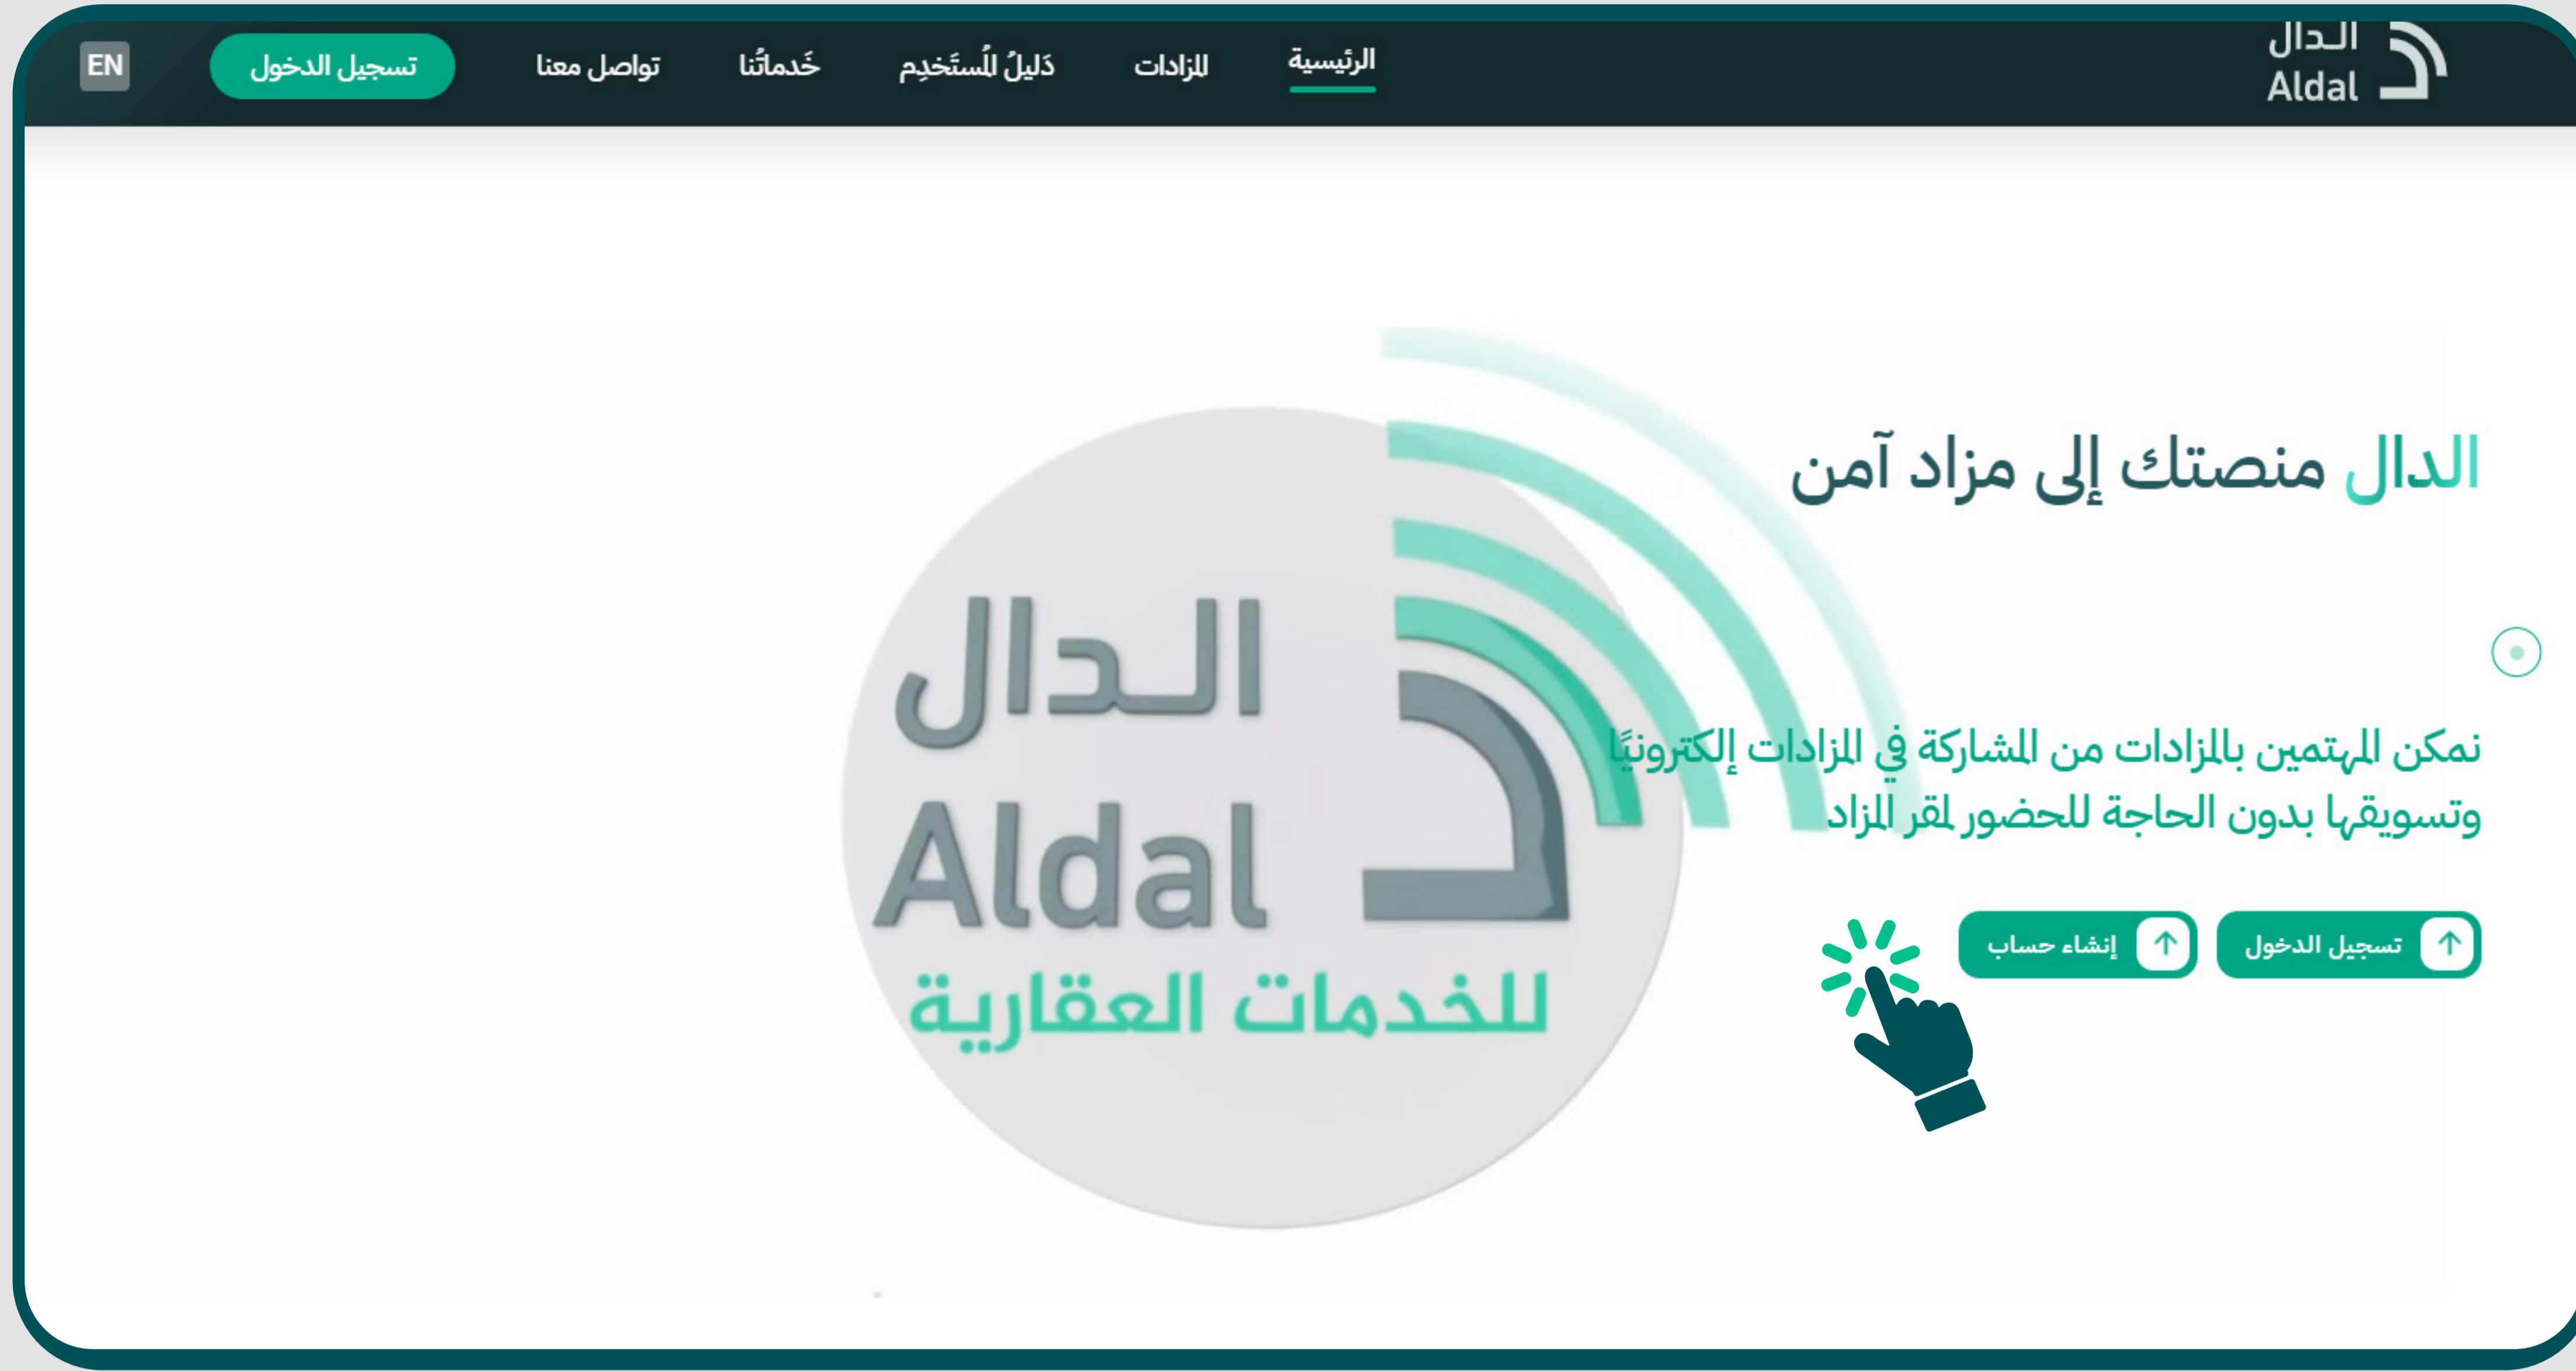 الدال
Aldal
الرئيسية
المزادات
دَليلُ المُستَخدِم
خَدماتُنا
تواصل معنا
تسجيل الدخول
EN
الدال منصتك إلى مزاد آمن
نمكن المهتمين بالمزادات من المشاركة في المزادات إلكترونيًا
وتسويقها بدون الحاجة للحضور لمقر المزاد
تسجيل الدخول
إنشاء حساب
الدال
Aldal
للخدمات العقارية